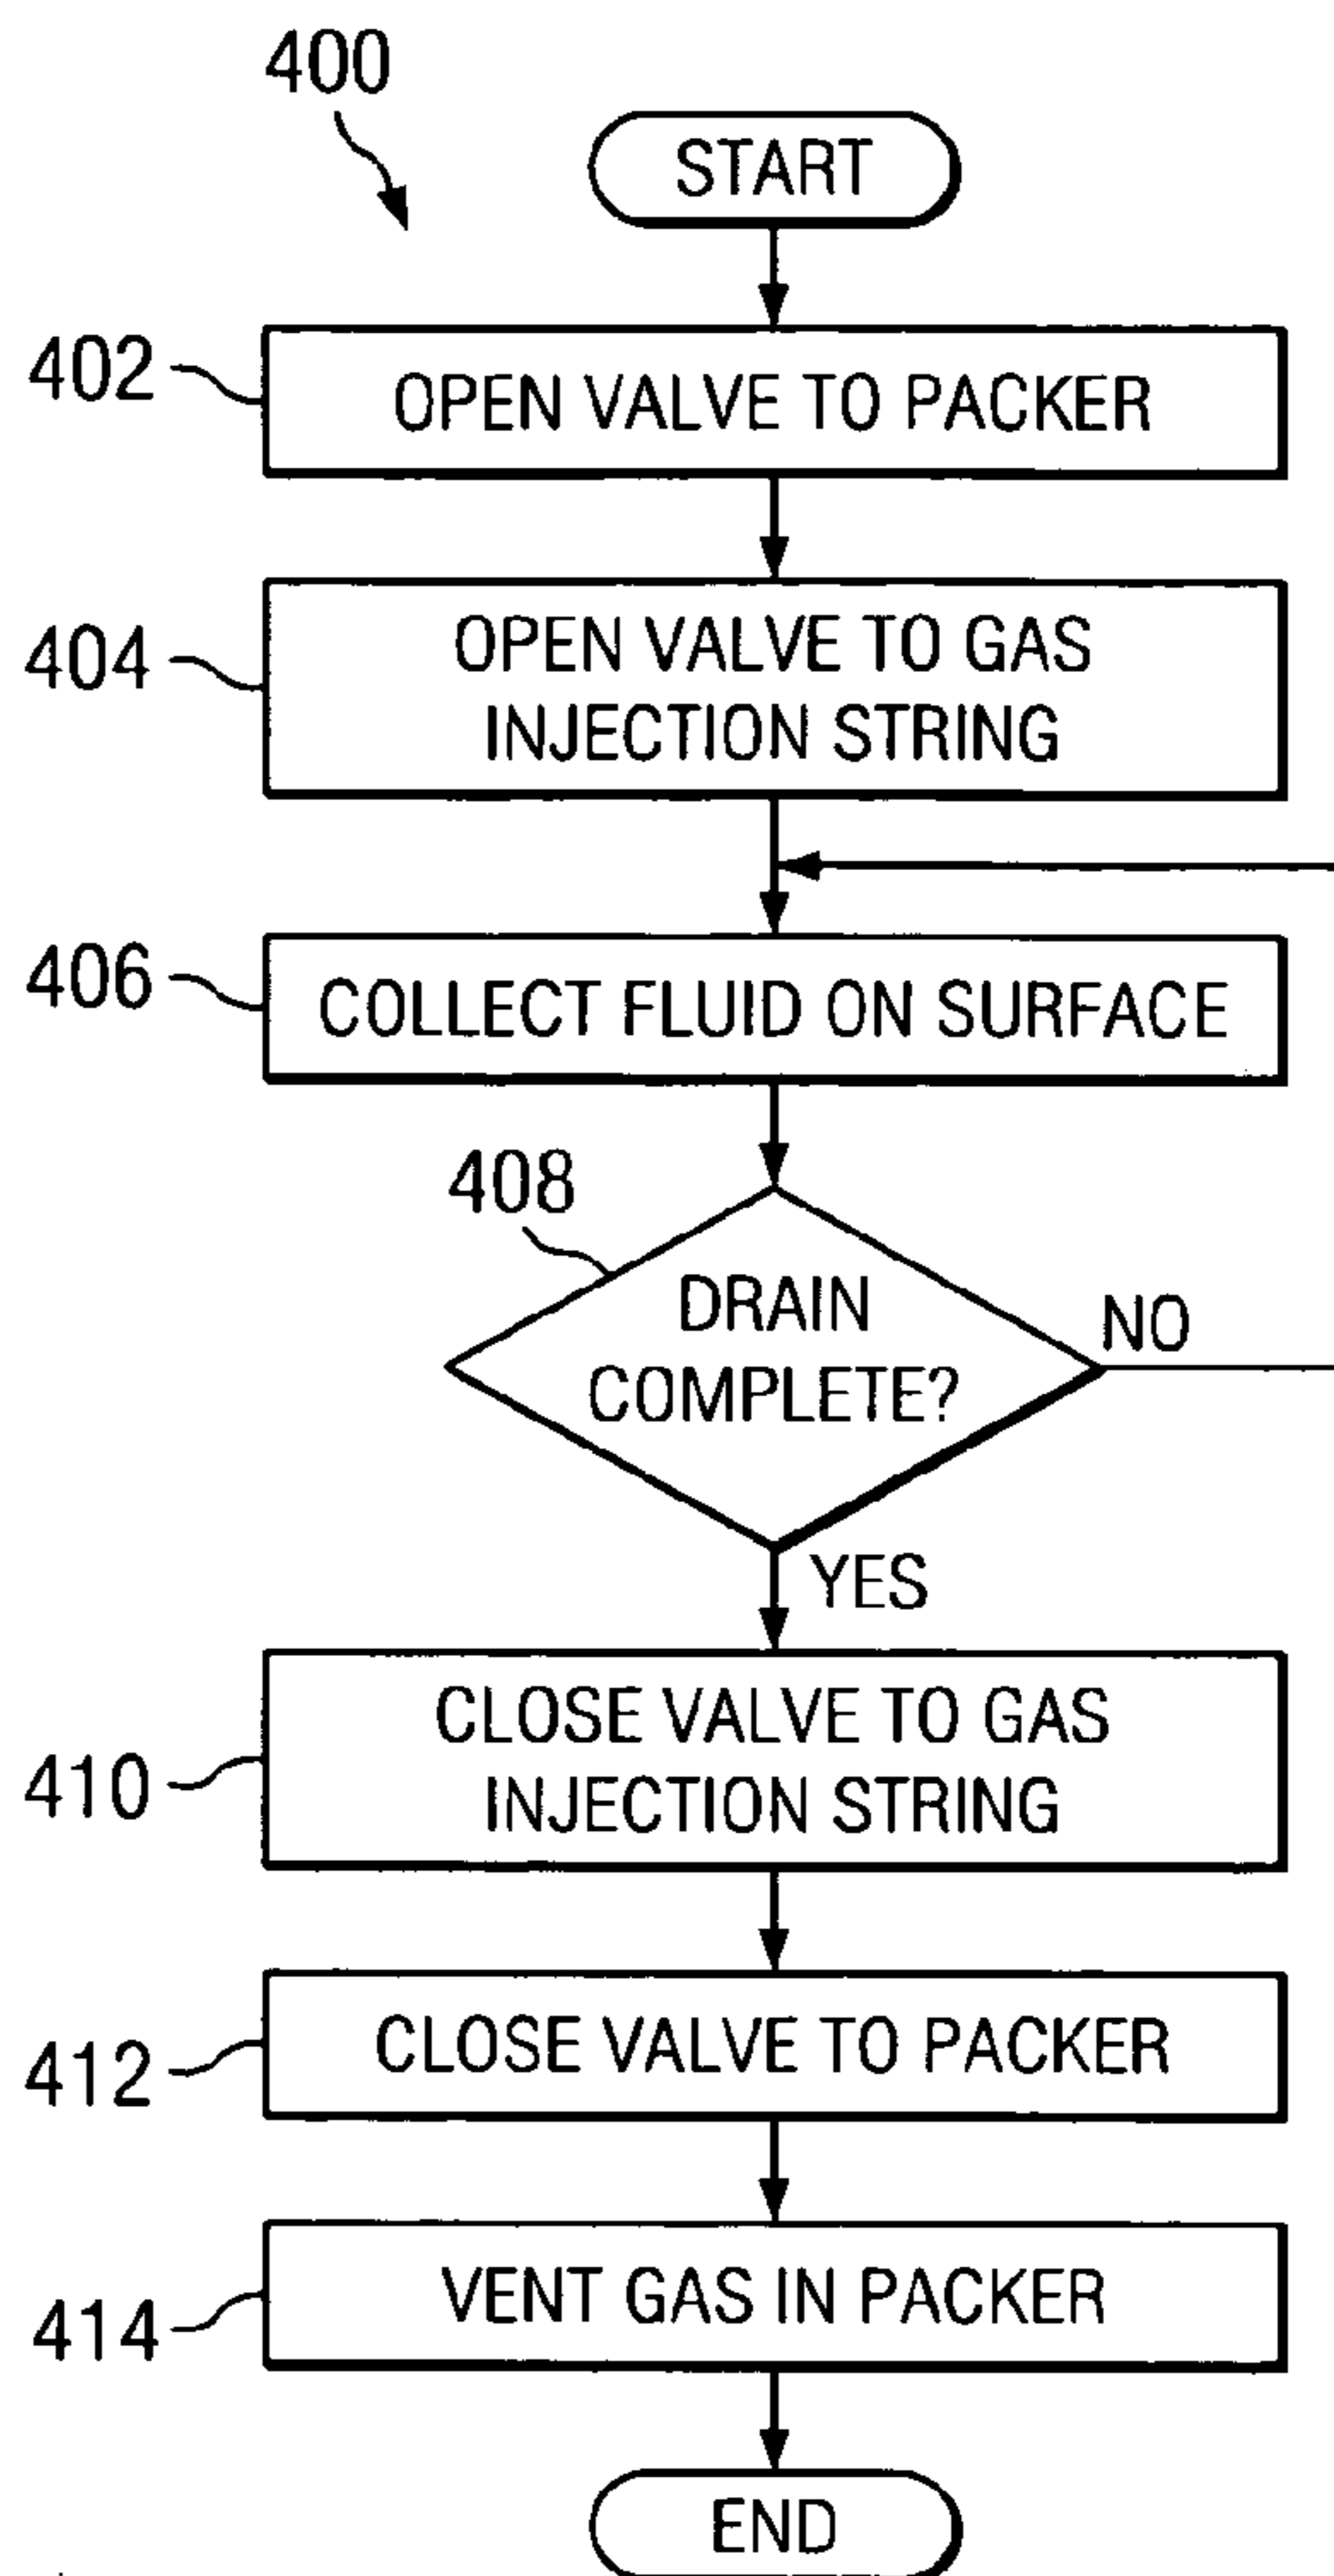 400
START
402
OPEN VALVE TO PACKER
404
OPEN VALVE TO GAS
INJECTION STRING
406
COLLECT FLUID ON SURFACE
408
DRAIN
COMPLETE?
NO
YES
410
CLOSE VALVE TO GAS
INJECTION STRING
412
CLOSE VALVE TO PACKER
414
VENT GAS IN PACKER
END